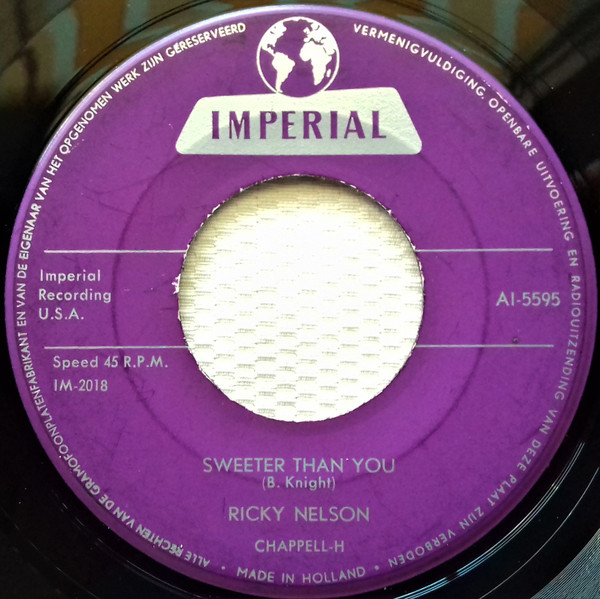 IMPERIAL
Imperial
Recording
U.S.A.
AI-5595
Speed 45 R.P.M.
IM-2018
SWEETER THAN YOU
(B. Knight)
RICKY NELSON
CHAPPELL-H
ALLE RECHTEN VAN DE GRAMOFOONPLATENFABRIKANT EN VAN DE EIGENAAR VAN HET OPGENOMEN WERK ZIJN GERESERVEERD
VERMENIGVULDIGING, OPENBARE UITVOERING EN RADIOUITZENDING VAN DEZE PLAAT ZIJN VERBODEN
• MADE IN HOLLAND •